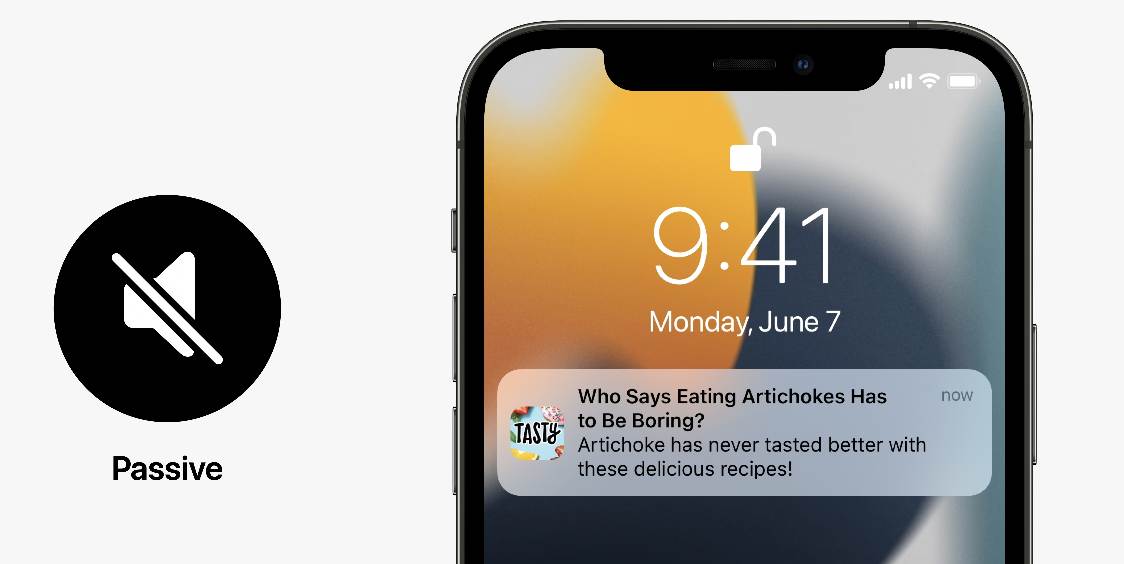 Passive
9:41
Monday, June 7
Who Says Eating Artichokes Has
now
to Be Boring?
TASTY
Artichoke has never tasted better with
these delicious recipes!